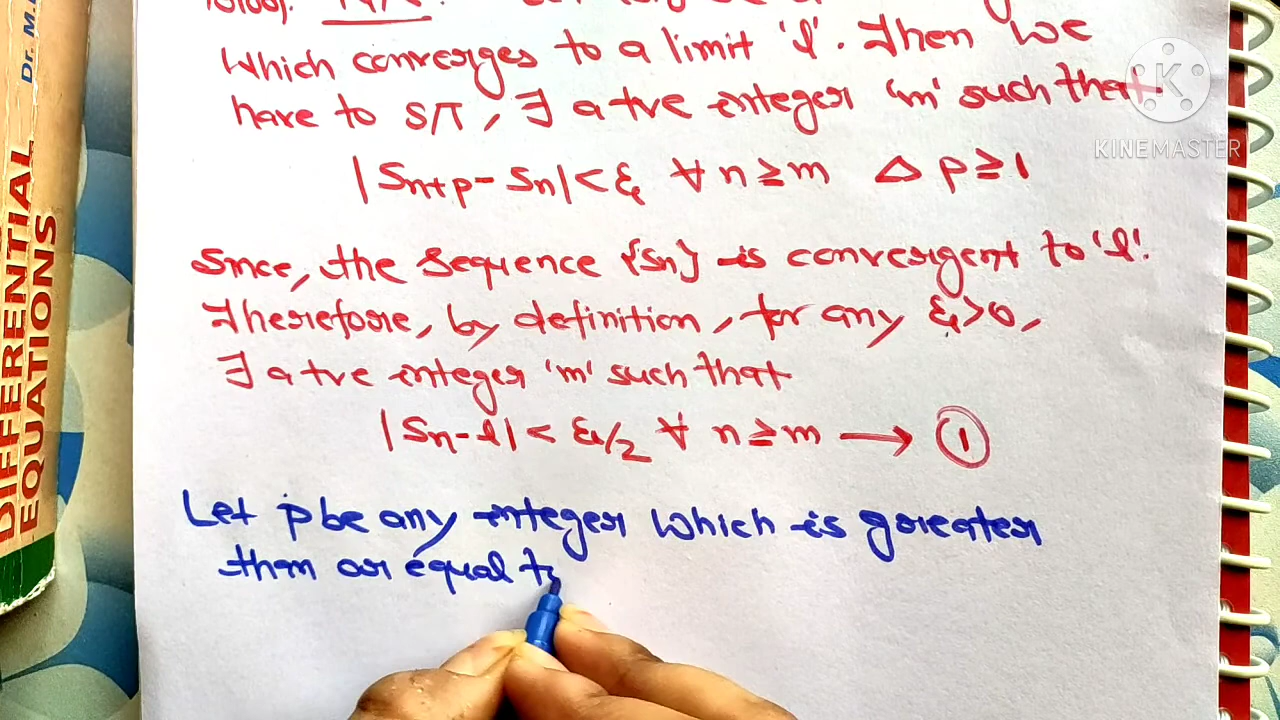 Which converges to a limit 'l'. Then we
have to S/T, ∃ a +ve integer 'm' such that
|Sn+p - Sn| < ε ∀ n ≥ m & p ≥ 1
Since, the sequence {Sn} is convergent to 'l'.
Therefore, by definition, for any ε > 0,
∃ a +ve integer 'm' such that
|Sn - l| < ε/2 ∀ n ≥ m → ①
Let p be any integer which is greater
than or equal to
KINEMASTER
DIFFERENTIAL
EQUATIONS
Dr. M.